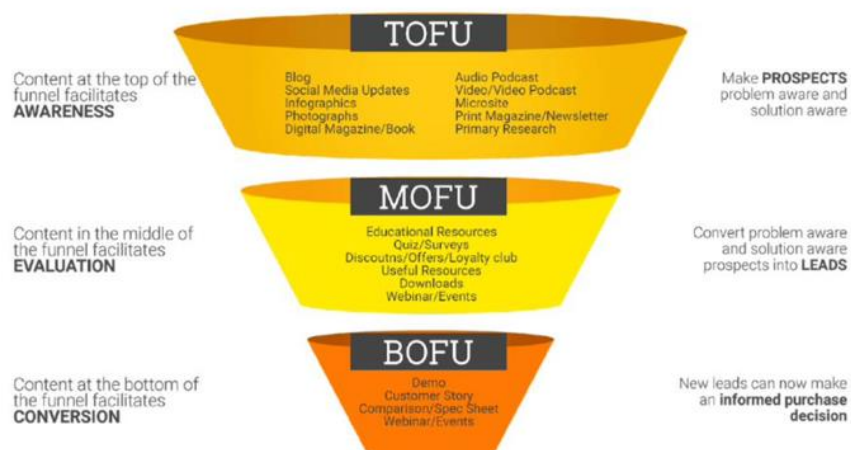 TOFU
Content at the top of the
funnel facilitates
AWARENESS
Blog
Social Media Updates
Infographics
Photographs
Digital Magazine/Book
Audio Podcast
Video/Video Podcast
Microsite
Print Magazine/Newsletter
Primary Research
Make PROSPECTS
problem aware and
solution aware
MOFU
Content in the middle of
the funnel facilitates
EVALUATION
Educational Resources
Quiz/Surveys
Discoutns/Offers/Loyalty club
Useful Resources
Downloads
Webinar/Events
Convert problem aware
and solution aware
prospects into LEADS
BOFU
Content at the bottom of
the funnel facilitates
CONVERSION
Demo
Customer Story
Comparison/Spec Sheet
Webinar/Events
New leads can now make
an informed purchase
decision